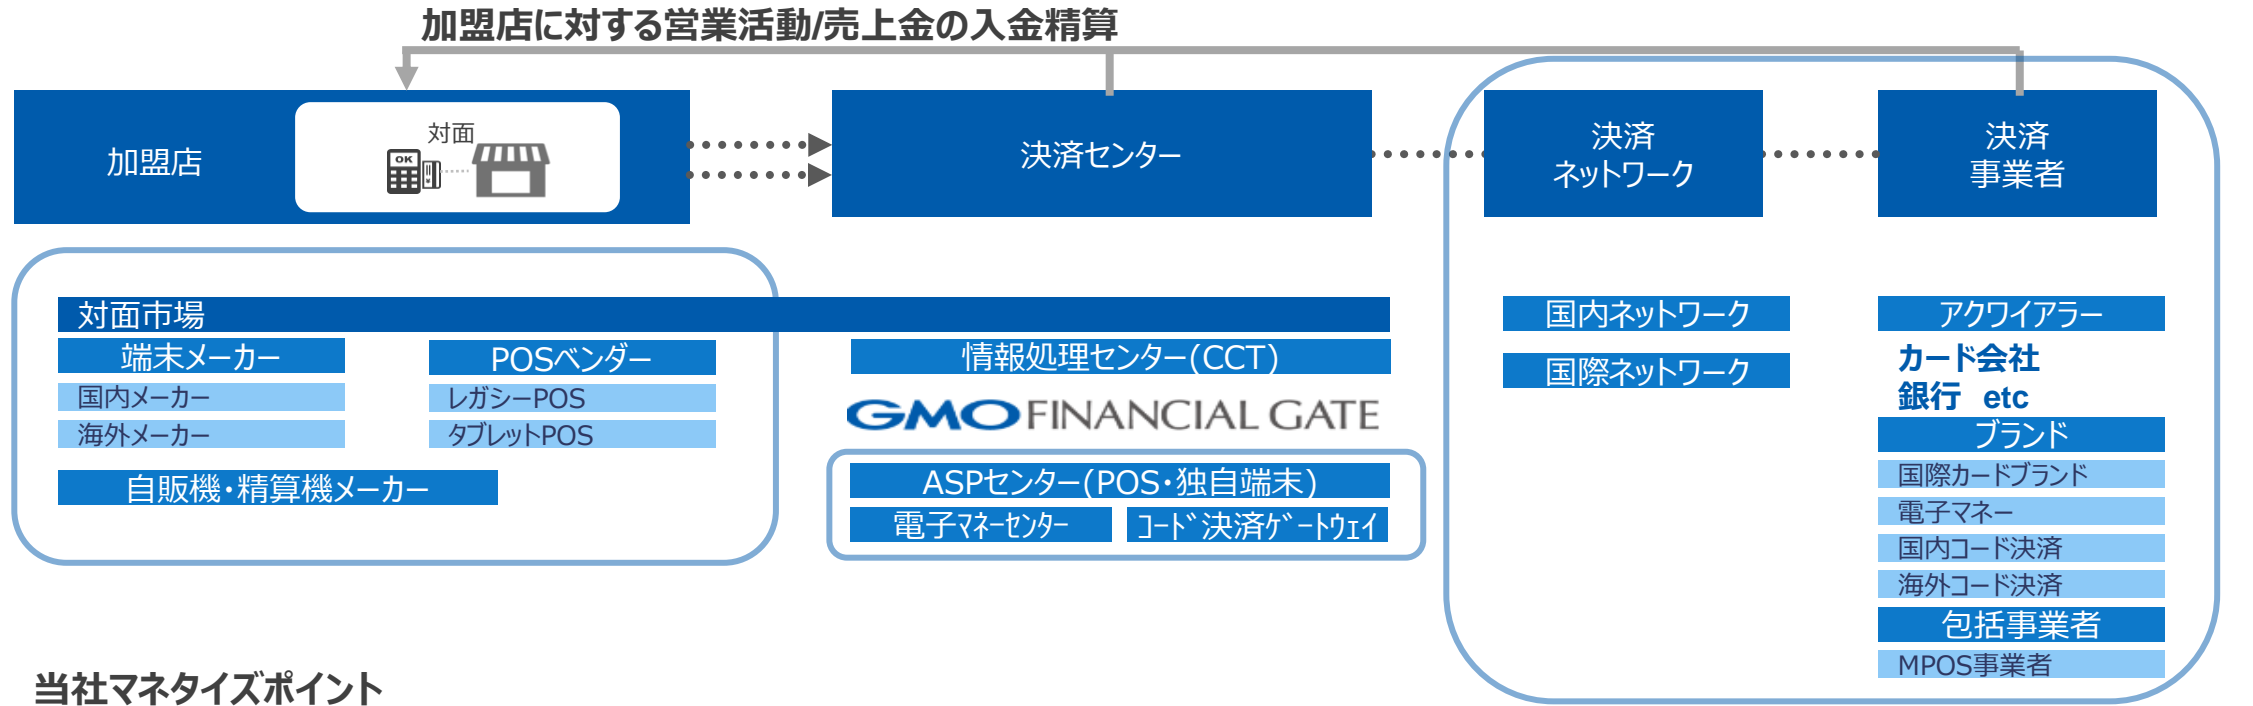 加盟店に対する営業活動/売上金の入金精算
加盟店
対面
OK
決済センター
決済
ネットワーク
決済
事業者
対面市場
端末メーカー
国内メーカー
海外メーカー
POSベンダー
レガシーPOS
タブレットPOS
自販機・精算機メーカー
情報処理センター(CCT)
GMO FINANCIAL GATE
ASPセンター(POS・独自端末)
電子ﾏﾈｰｾﾝﾀｰ
ｺｰﾄﾞ決済ｹﾞｰﾄｳｪｲ
国内ネットワーク
国際ネットワーク
アクワイアラー
カード会社
銀行 etc
ブランド
国際カードブランド
電子マネー
国内コード決済
海外コード決済
包括事業者
MPOS事業者
当社マネタイズポイント